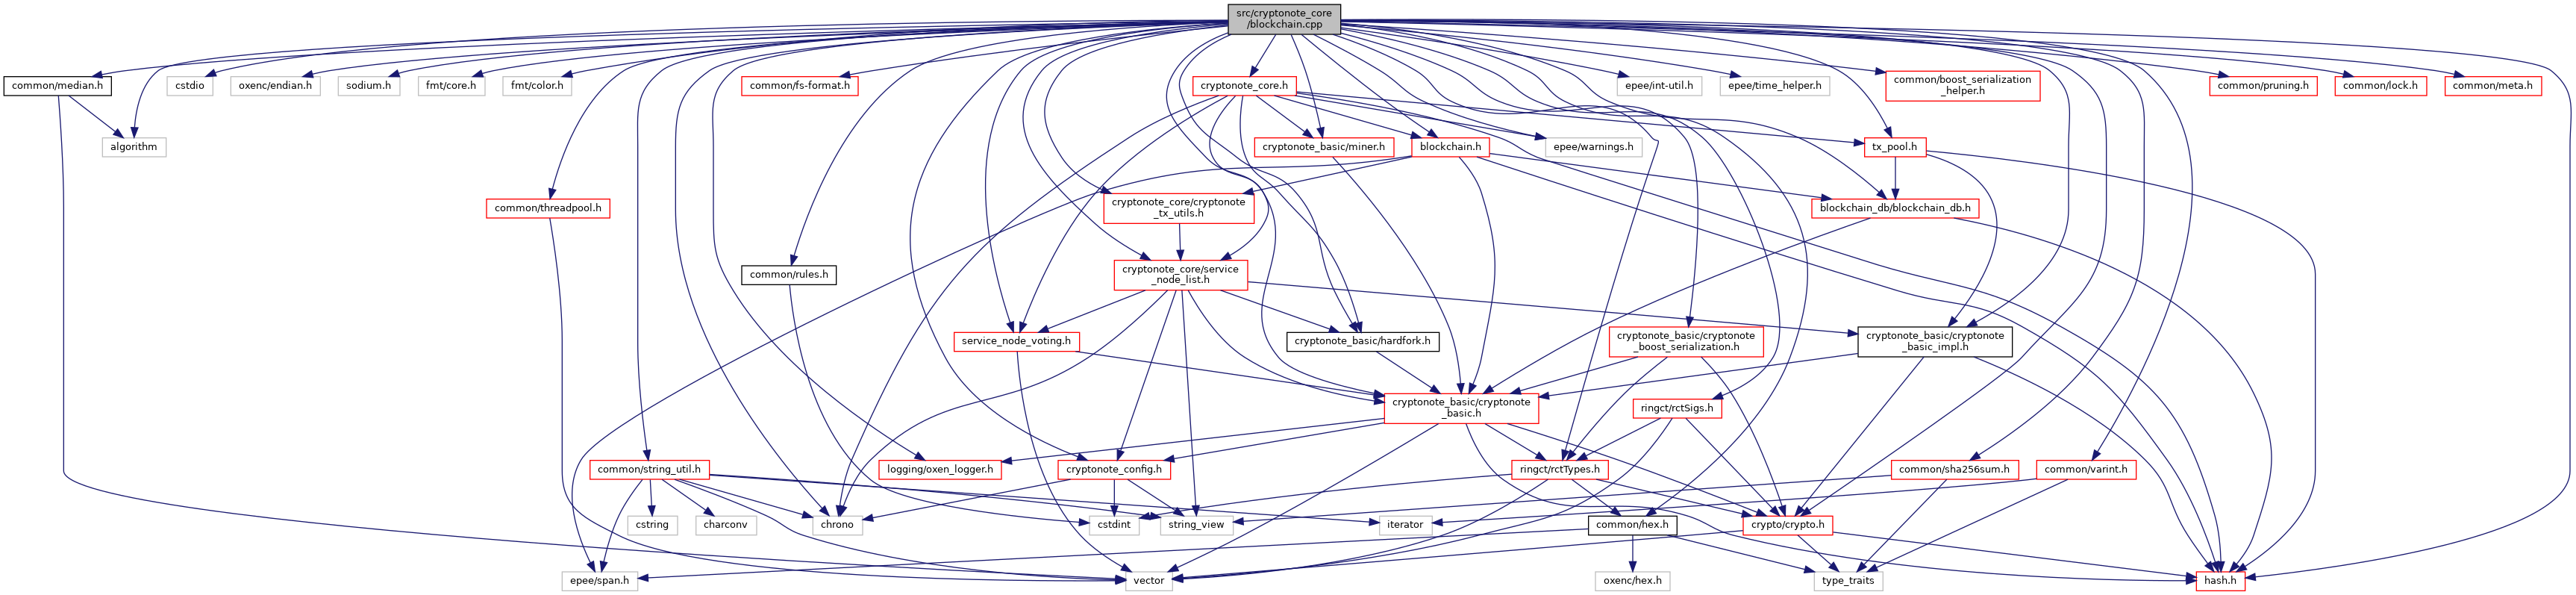 src/cryptonote_core
/blockchain.cpp
common/median.h
cstdio
oxenc/endian.h
sodium.h
fmt/core.h
fmt/color.h
common/fs-format.h
cryptonote_core.h
epee/int-util.h
epee/time_helper.h
common/boost_serialization
_helper.h
common/pruning.h
common/lock.h
common/meta.h
algorithm
cryptonote_basic/miner.h
blockchain.h
epee/warnings.h
tx_pool.h
common/threadpool.h
cryptonote_core/cryptonote
_tx_utils.h
blockchain_db/blockchain_db.h
common/rules.h
cryptonote_core/service
_node_list.h
service_node_voting.h
cryptonote_basic/hardfork.h
cryptonote_basic/cryptonote
_boost_serialization.h
cryptonote_basic/cryptonote
_basic_impl.h
cryptonote_basic/cryptonote
_basic.h
ringct/rctSigs.h
common/string_util.h
logging/oxen_logger.h
cryptonote_config.h
ringct/rctTypes.h
common/sha256sum.h
common/varint.h
cstring
charconv
chrono
cstdint
string_view
iterator
common/hex.h
crypto/crypto.h
epee/span.h
vector
oxenc/hex.h
type_traits
hash.h